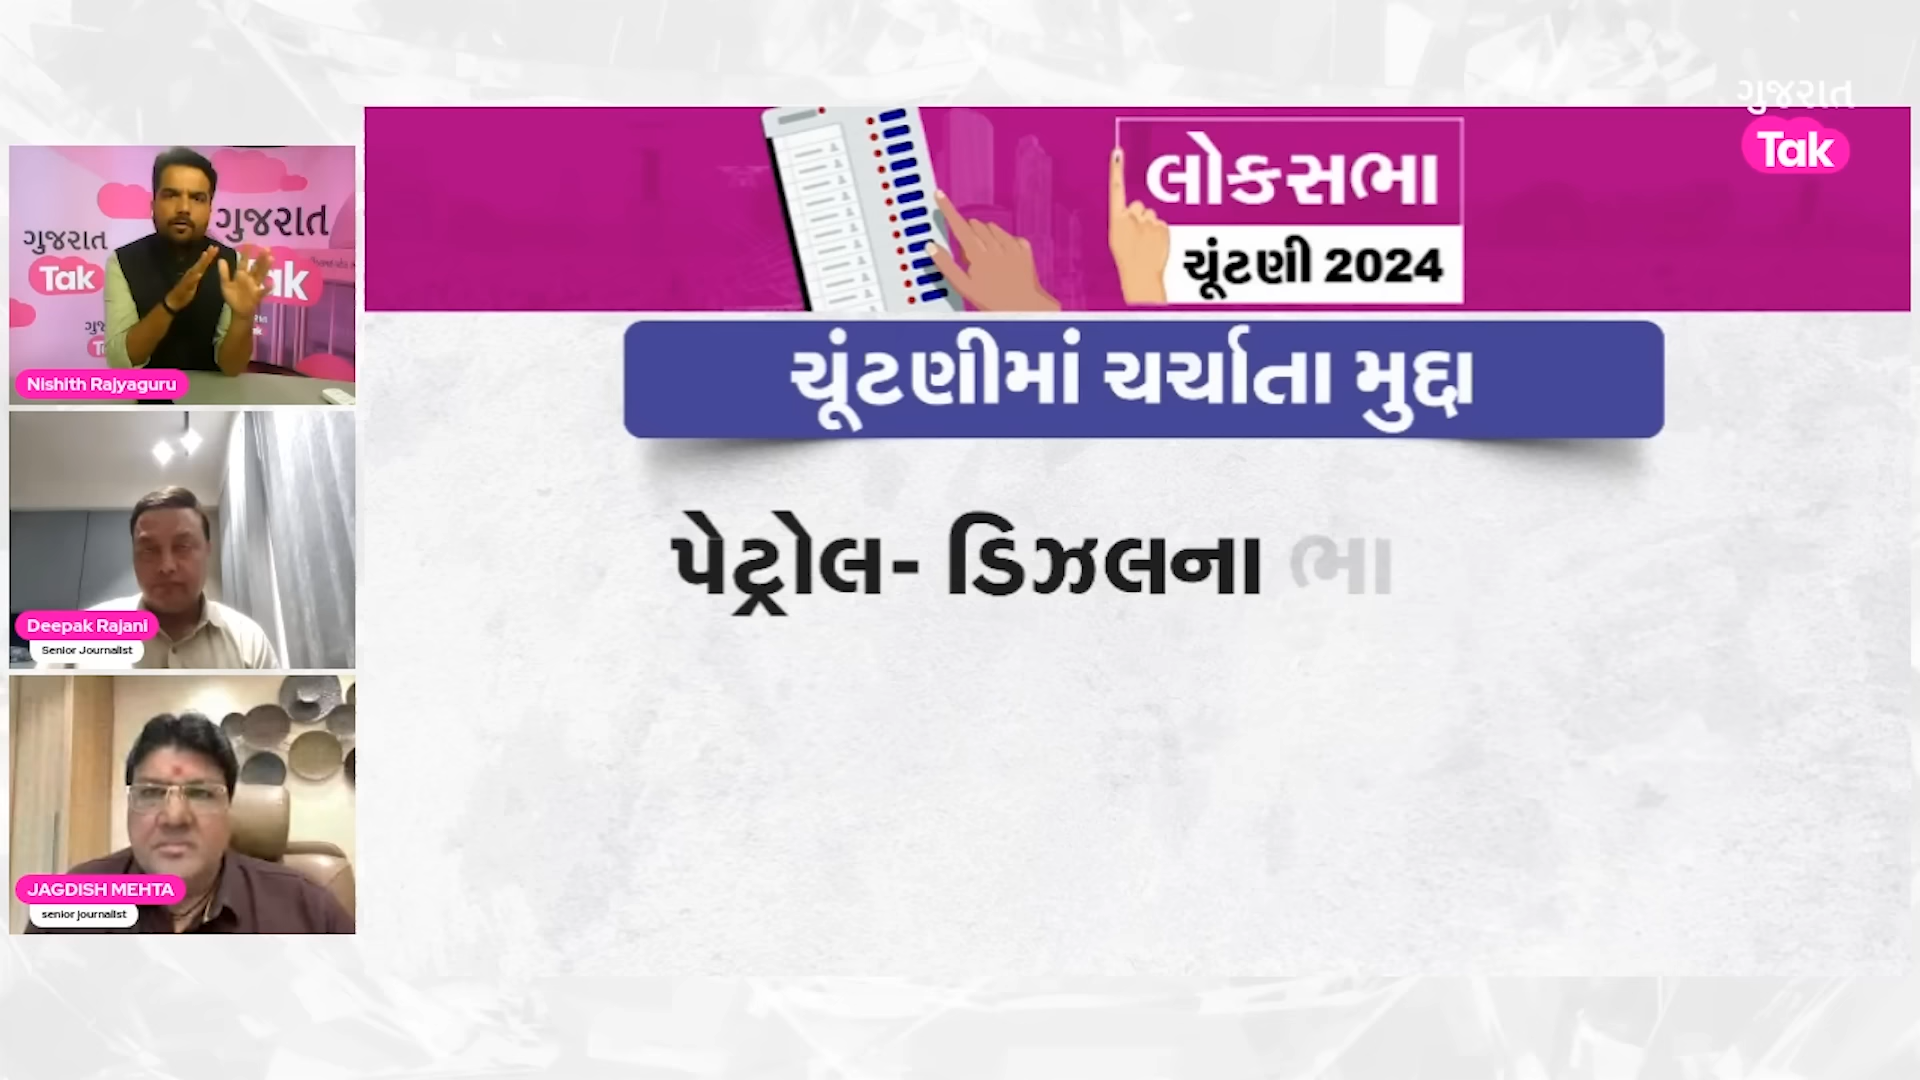 ગુજરાત
Tak
લોકસભા
ચૂંટણી 2024
ચૂંટણીમાં ચર્ચાતા મુદ્દા
પેટ્રોલ- ડિઝલના ભા
ગુજરાત
Tak
ગુજરાત
Nishith Rajyaguru
Deepak Rajani
Senior Journalist
JAGDISH MEHTA
senior journalist